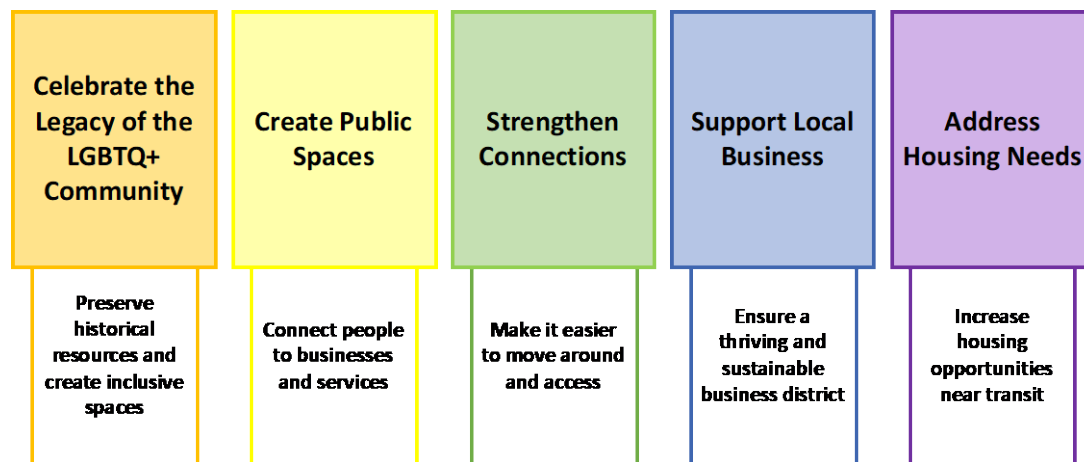 Celebrate the
Legacy of the
LGBTQ+
Community
Create Public
Spaces
Strengthen
Connections
Support Local
Business
Address
Housing Needs
Preserve
historical
resources and
create inclusive
spaces
Connect people
to businesses
and services
Make it easier
to move around
and access
Ensure a
thriving and
sustainable
business district
Increase
housing
opportunities
near transit